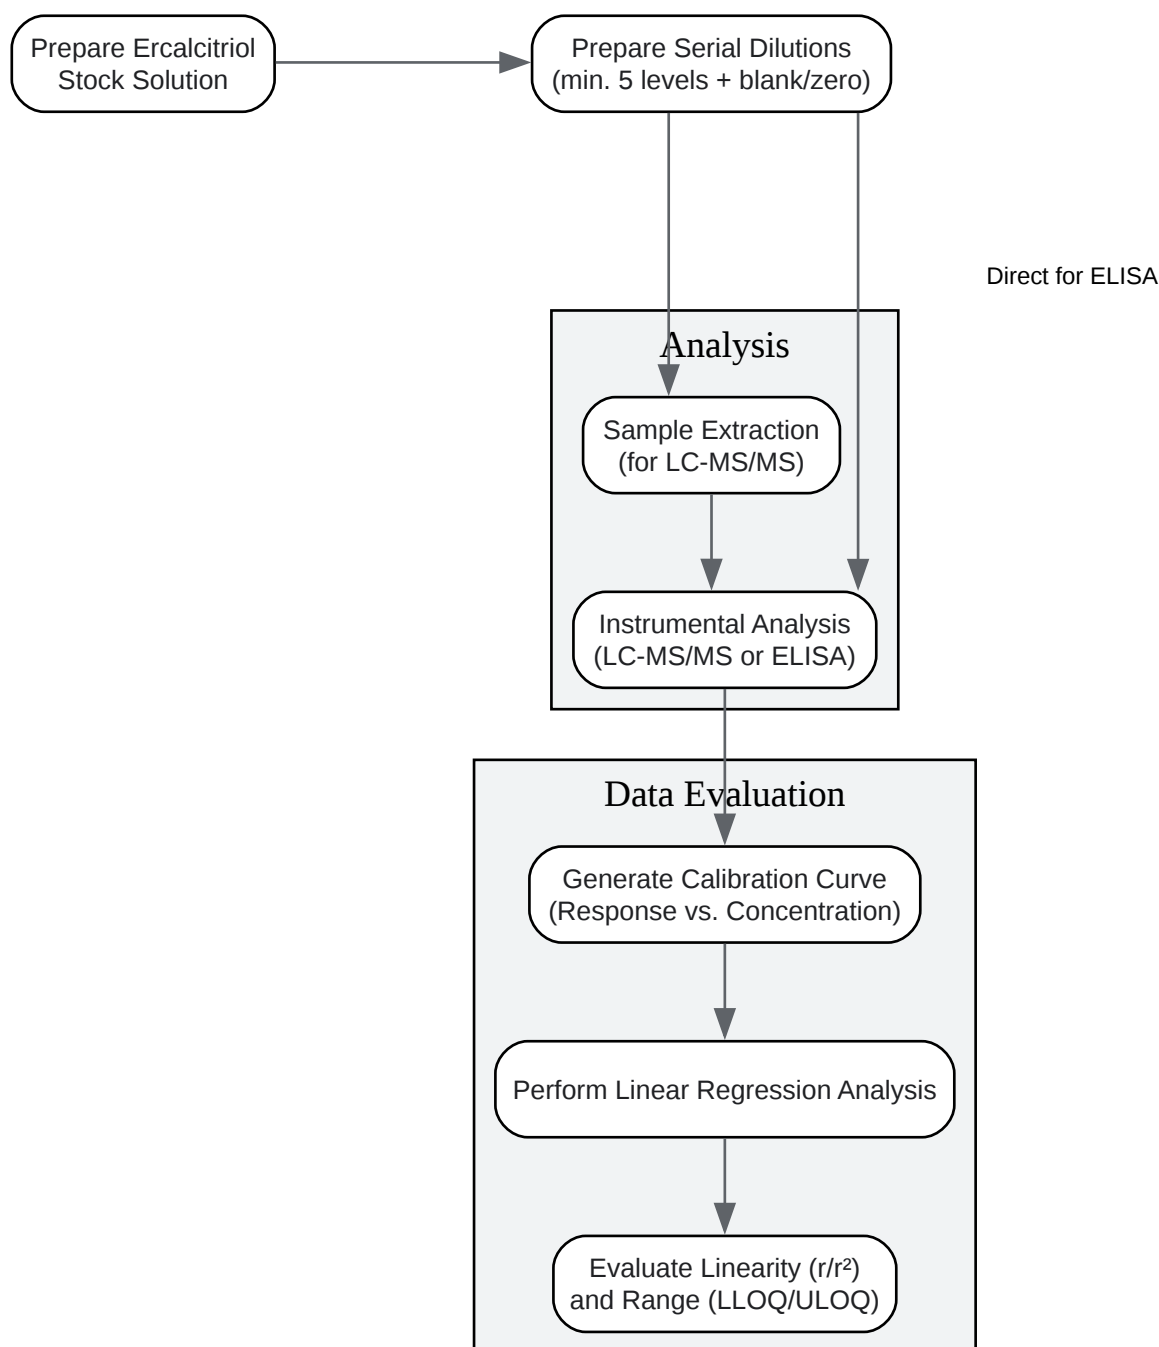 Prepare Ercalcitriol
Stock Solution
Prepare Serial Dilutions
(min. 5 levels + blank/zero)
Direct for ELISA
Analysis
Sample Extraction
(for LC-MS/MS)
Instrumental Analysis
(LC-MS/MS or ELISA)
Data Evaluation
Generate Calibration Curve
(Response vs. Concentration)
Perform Linear Regression Analysis
Evaluate Linearity (r/r²)
and Range (LLOQ/ULOQ)